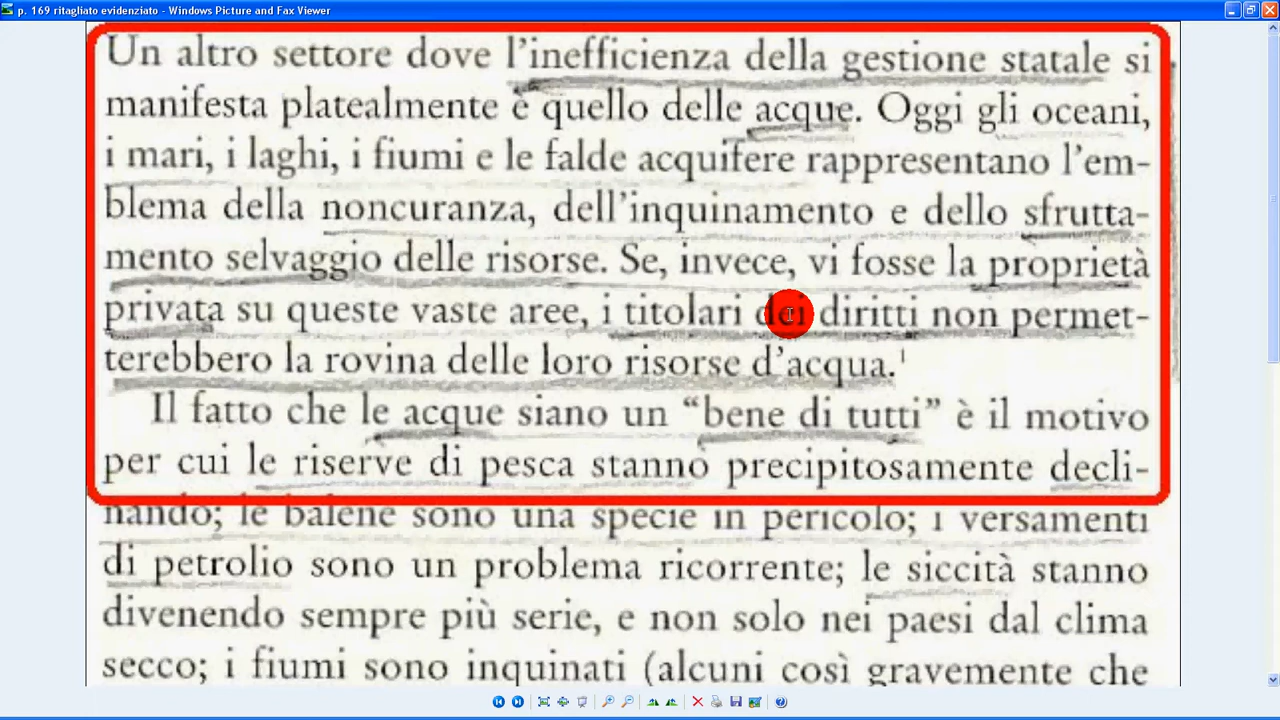 p. 169 ritagliato evidenziato - Windows Picture and Fax Viewer
Un altro settore dove l'inefficienza della gestione statale si
manifesta platealmente è quello delle acque. Oggi gli oceani,
i mari, i laghi, i fiumi e le falde acquifere rappresentano l'em-
blema della noncuranza, dell'inquinamento e dello sfrutta-
mento selvaggio delle risorse. Se, invece, vi fosse la proprietà
privata su queste vaste aree, i titolari dei diritti non permet-
terebbero la rovina delle loro risorse d'acqua.¹
Il fatto che le acque siano un “bene di tutti” è il motivo
per cui le riserve di pesca stanno precipitosamente decli-
nando; le balene sono una specie in pericolo; i versamenti
di petrolio sono un problema ricorrente; le siccità stanno
divenendo sempre più serie, e non solo nei paesi dal clima
secco; i fiumi sono inquinati (alcuni così gravemente che